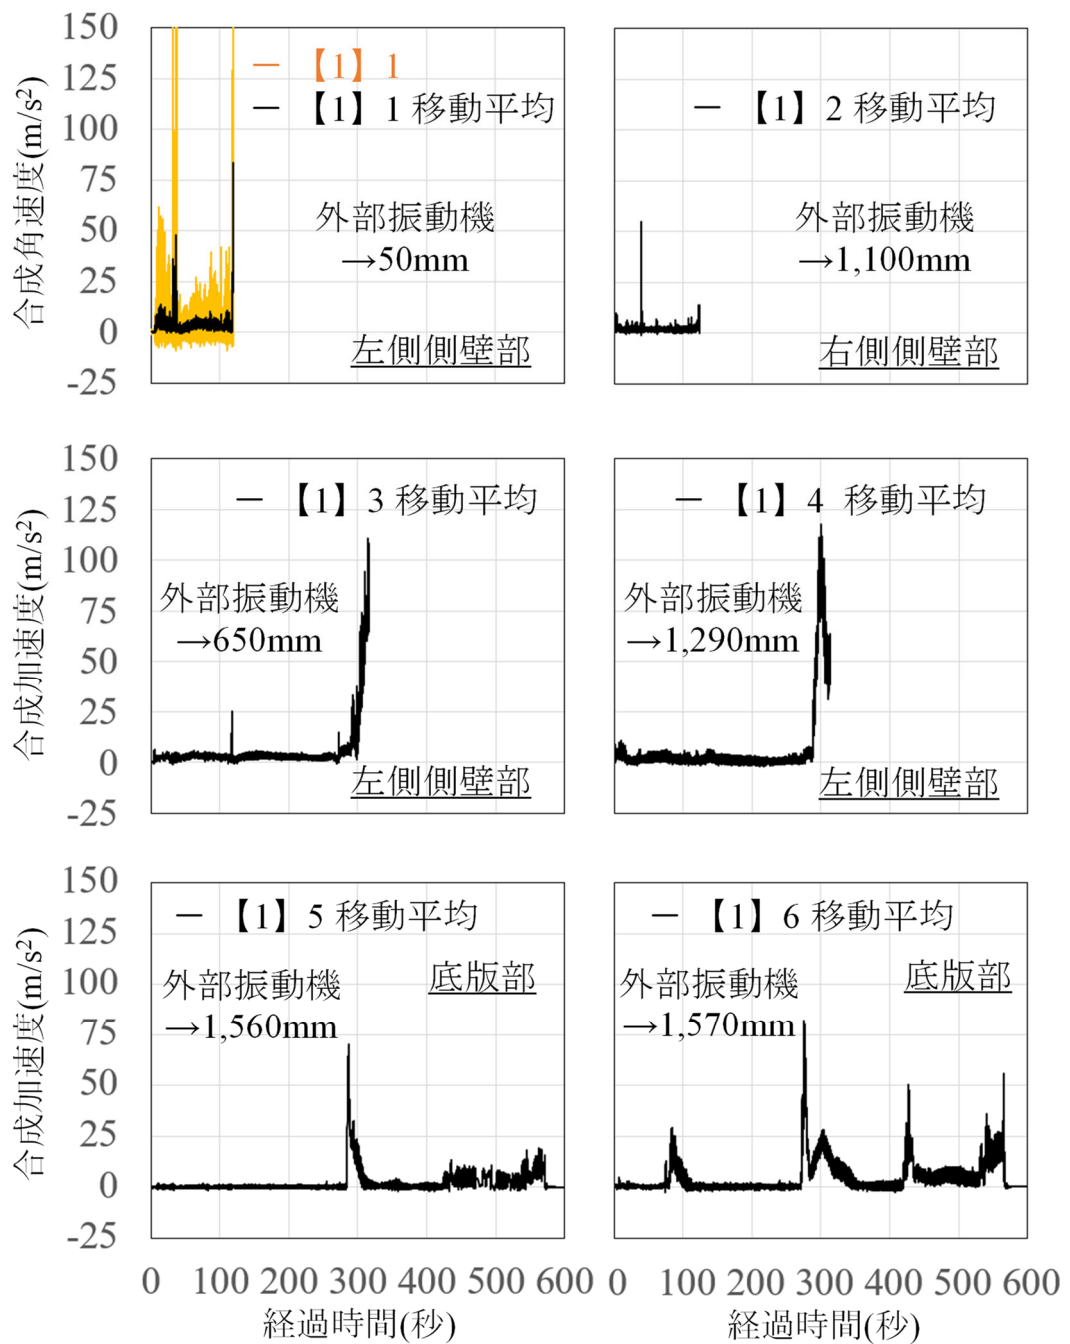 合成角速度(m/s2)
150
125
100
75
50
25
0
-25
【1】1
【1】1 移動平均
外部振動機
→50mm
左側側壁部
【1】2 移動平均
外部振動機
→1,100mm
右側側壁部
合成加速度(m/s2)
150
125
100
75
50
25
0
-25
【1】3 移動平均
外部振動機
→650mm
左側側壁部
【1】4 移動平均
外部振動機
→1,290mm
左側側壁部
合成加速度(m/s2)
150
125
100
75
50
25
0
-25
【1】5 移動平均
底版部
外部振動機
→1,560mm
【1】6 移動平均
底版部
外部振動機
→1,570mm
0 100 200 300 400 500 600
経過時間(秒)
0 100 200 300 400 500 600
経過時間(秒)